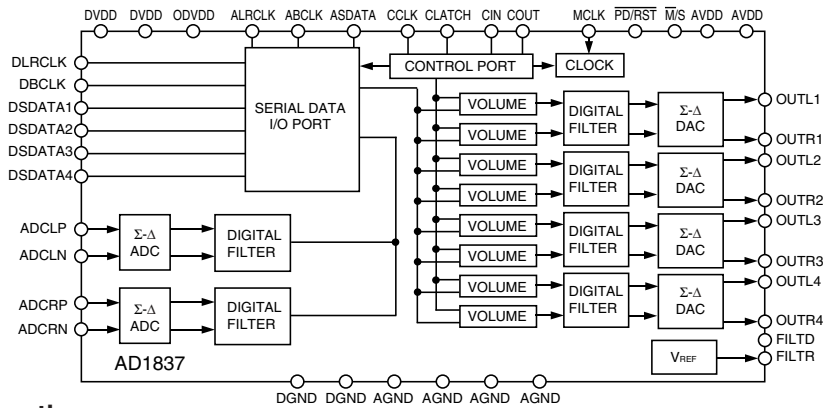 DVDD DVDD ODVDD ALRCLK ABCLK ASDATA CCLK CLATCH CIN COUT MCLK PD/RST M/S AVDD AVDD
DLRCLK
DBCLK
DSDATA1
DSDATA2
DSDATA3
DSDATA4
ADCLP
ADCLN
ADCRP
ADCRN
SERIAL DATA
I/O PORT
CONTROL PORT
CLOCK
Σ-Δ
ADC
DIGITAL
FILTER
Σ-Δ
ADC
DIGITAL
FILTER
VOLUME
VOLUME
VOLUME
VOLUME
VOLUME
VOLUME
VOLUME
VOLUME
DIGITAL
FILTER
DIGITAL
FILTER
DIGITAL
FILTER
DIGITAL
FILTER
Σ-Δ
DAC
Σ-Δ
DAC
Σ-Δ
DAC
Σ-Δ
DAC
OUTL1
OUTR1
OUTL2
OUTR2
OUTL3
OUTR3
OUTL4
OUTR4
FILTD
FILTR
VREF
AD1837
DGND DGND AGND AGND AGND AGND